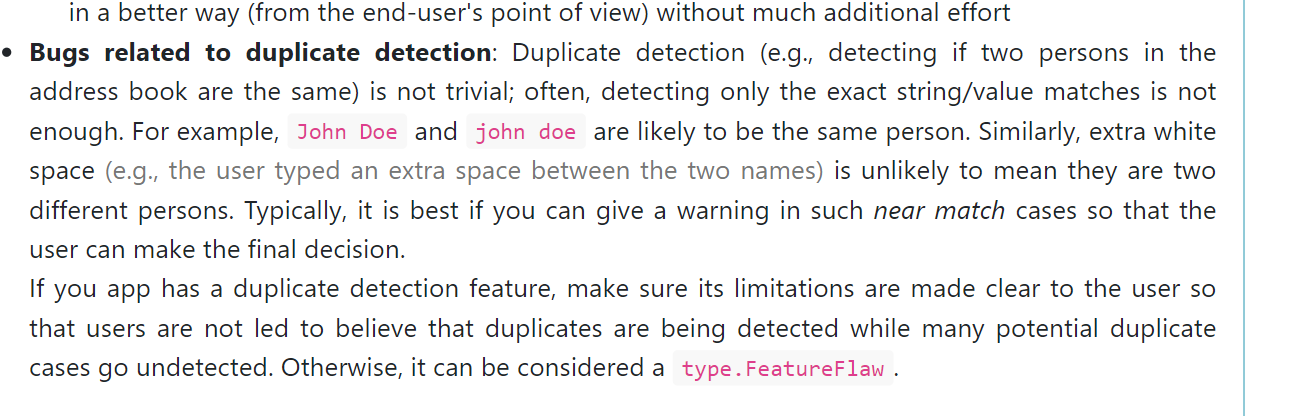 in a better way (from the end-user's point of view) without much additional effort
• Bugs related to duplicate detection: Duplicate detection (e.g., detecting if two persons in the
address book are the same) is not trivial; often, detecting only the exact string/value matches is not
enough. For example, John Doe and john doe are likely to be the same person. Similarly, extra white
space (e.g., the user typed an extra space between the two names) is unlikely to mean they are two
different persons. Typically, it is best if you can give a warning in such near match cases so that the
user can make the final decision.
If you app has a duplicate detection feature, make sure its limitations are made clear to the user so
that users are not led to believe that duplicates are being detected while many potential duplicate
cases go undetected. Otherwise, it can be considered a type.FeatureFlaw .